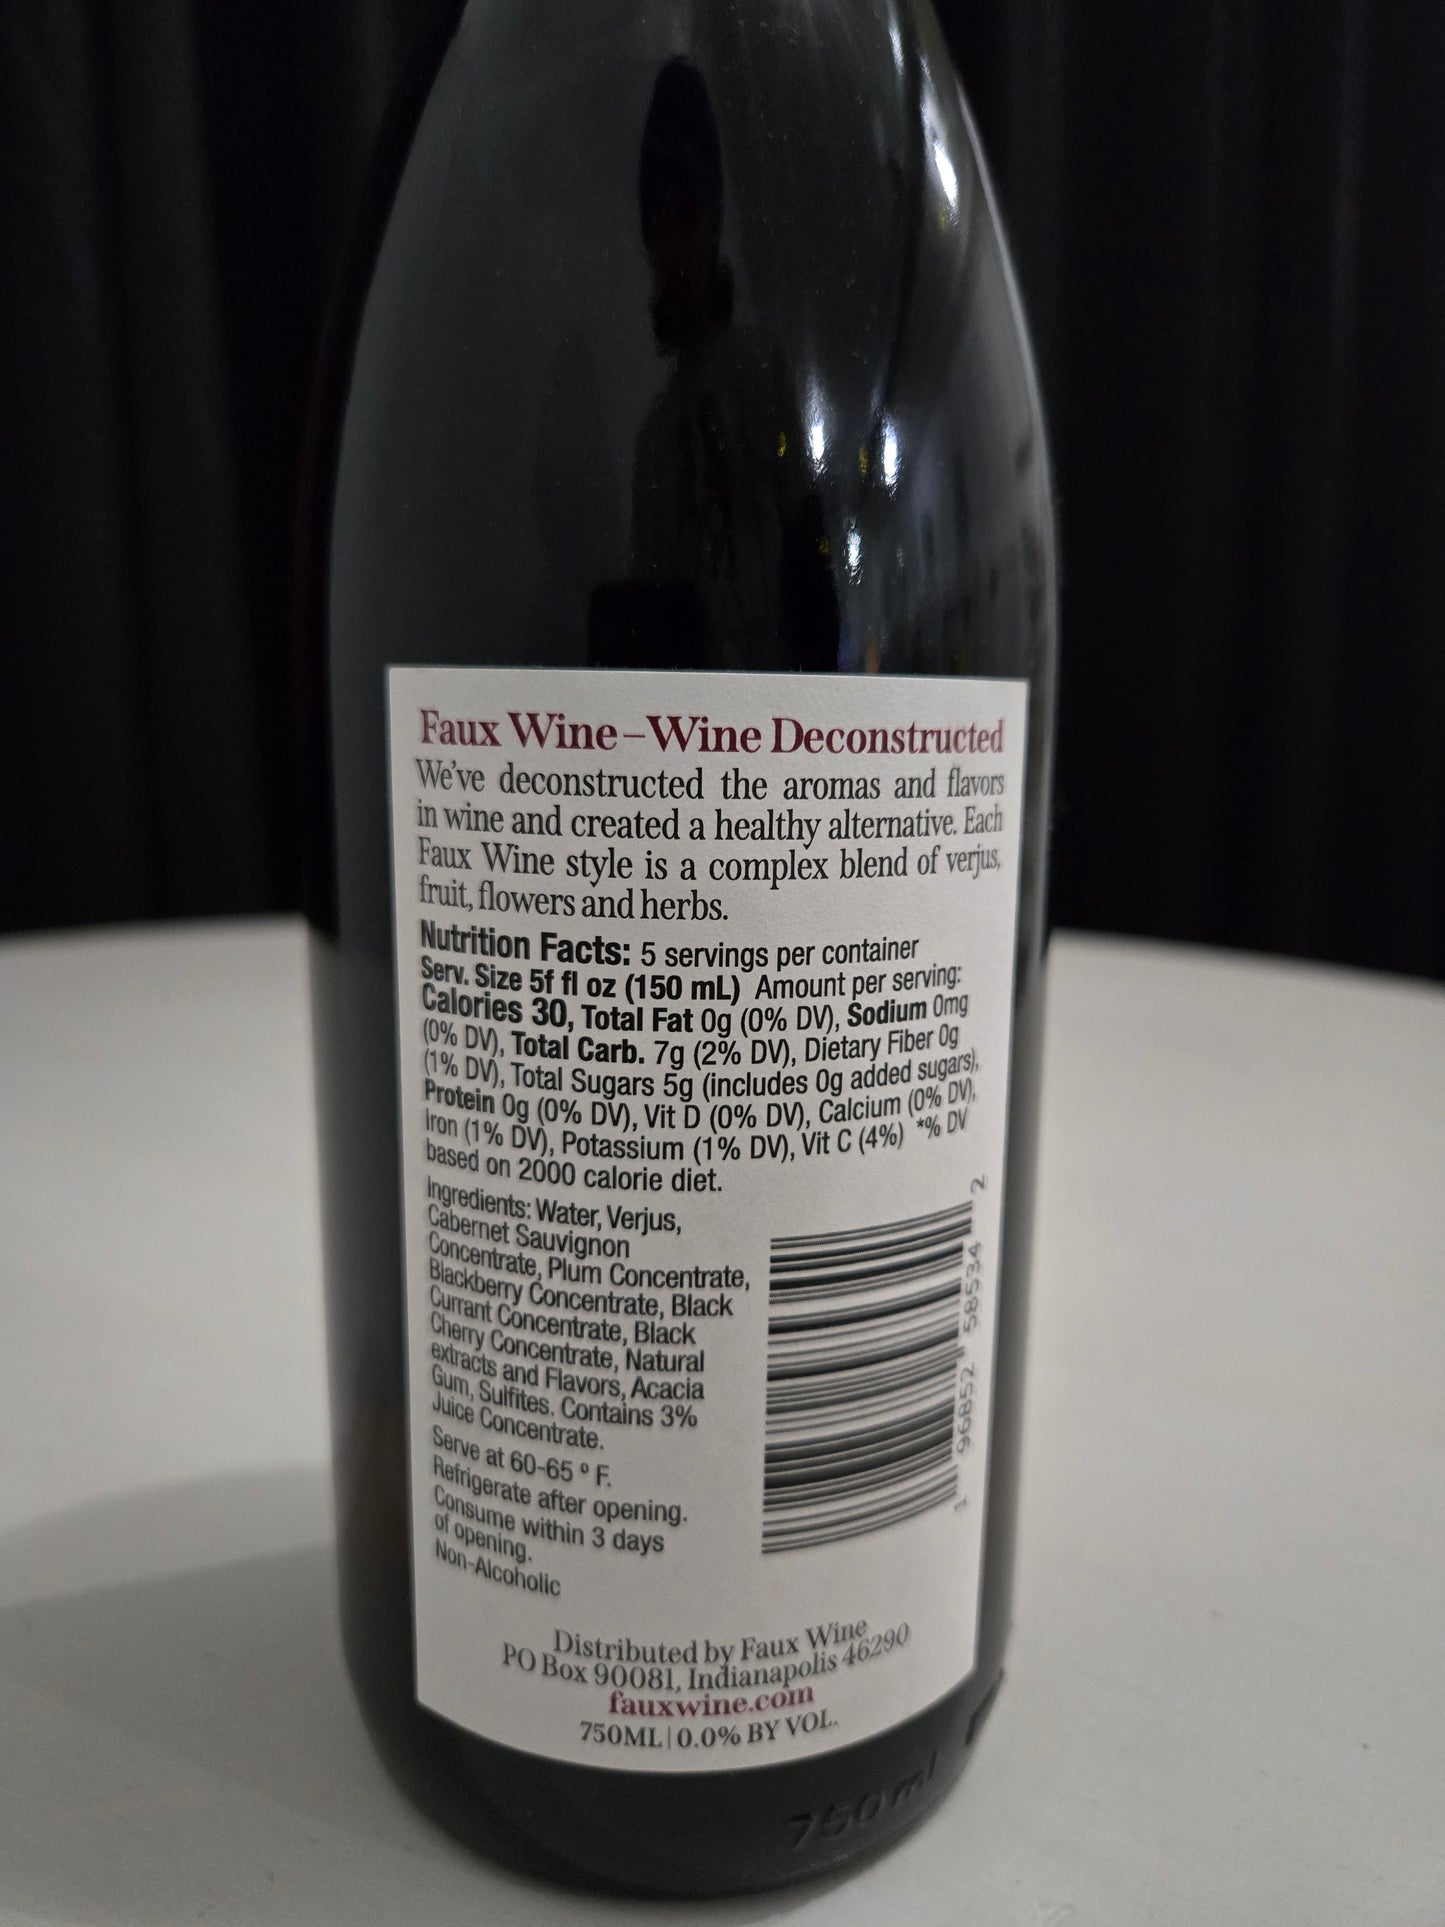 Faux Wine–Wine Deconstructed
We've deconstructed the aromas and flavors
in wine and created a healthy alternative. Each
Faux Wine style is a complex blend of verjus,
fruit, flowers and herbs.
Nutrition Facts: 5 servings per container
Serv. Size 5f fl oz (150 mL) Amount per serving:
Calories 30, Total Fat 0g (0% DV), Sodium 0mg
(0% DV), Total Carb. 7g (2% DV), Dietary Fiber 0g
(1% DV), Total Sugars 5g (includes 0g added sugars),
Protein 0g (0% DV), Vit D (0% DV), Calcium (0% DV),
Iron (1% DV), Potassium (1% DV), Vit C (4%) *% DV
based on 2000 calorie diet.
Ingredients: Water, Verjus,
Cabernet Sauvignon
Concentrate, Plum Concentrate,
Blackberry Concentrate, Black
Currant Concentrate, Black
Cherry Concentrate, Natural
extracts and Flavors, Acacia
Gum, Sulfites. Contains 3%
Juice Concentrate.
Serve at 60-65 º F.
Refrigerate after opening.
Consume within 3 days
of opening.
Non-Alcoholic
1 96852 58534 2
Distributed by Faux Wine
PO Box 90081, Indianapolis 46290
fauxwine.com
750ML | 0.0% BY VOL.
750 ml